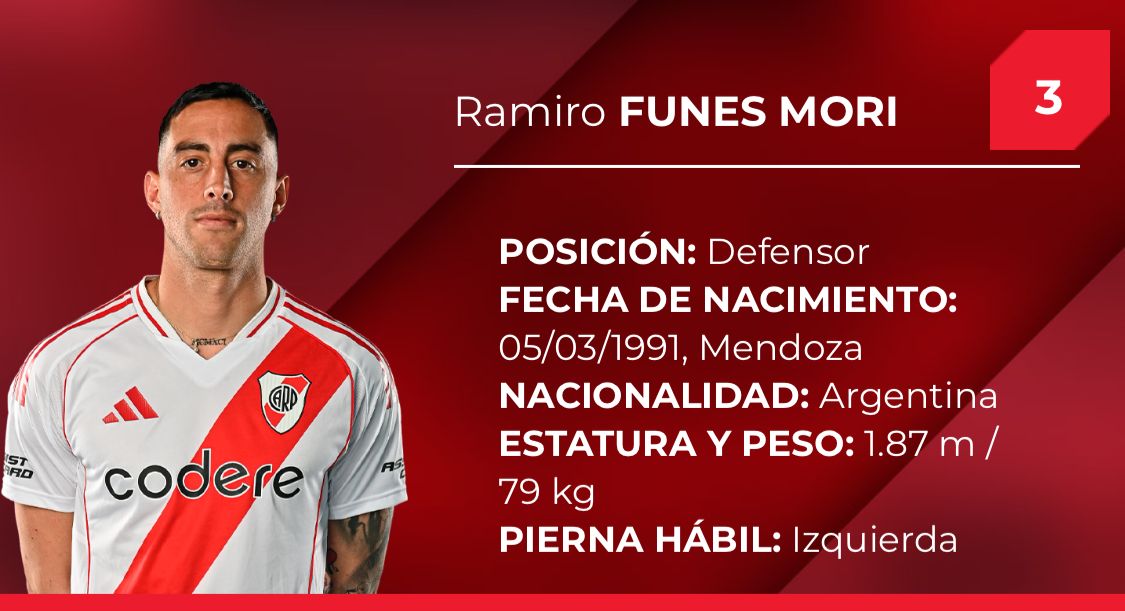 Ramiro FUNES MORI
3
POSICIÓN: Defensor
FECHA DE NACIMIENTO:
05/03/1991, Mendoza
NACIONALIDAD: Argentina
ESTATURA Y PESO: 1.87 m /
79 kg
PIERNA HÁBIL: Izquierda
CARP
codere